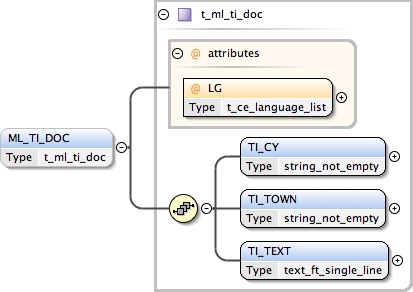 t_ml_ti_doc
@ attributes
@ LG
Type t_ce_language_list
ML_TI_DOC
Type t_ml_ti_doc
TI_CY
Type string_not_empty
TI_TOWN
Type string_not_empty
TI_TEXT
Type text_ft_single_line